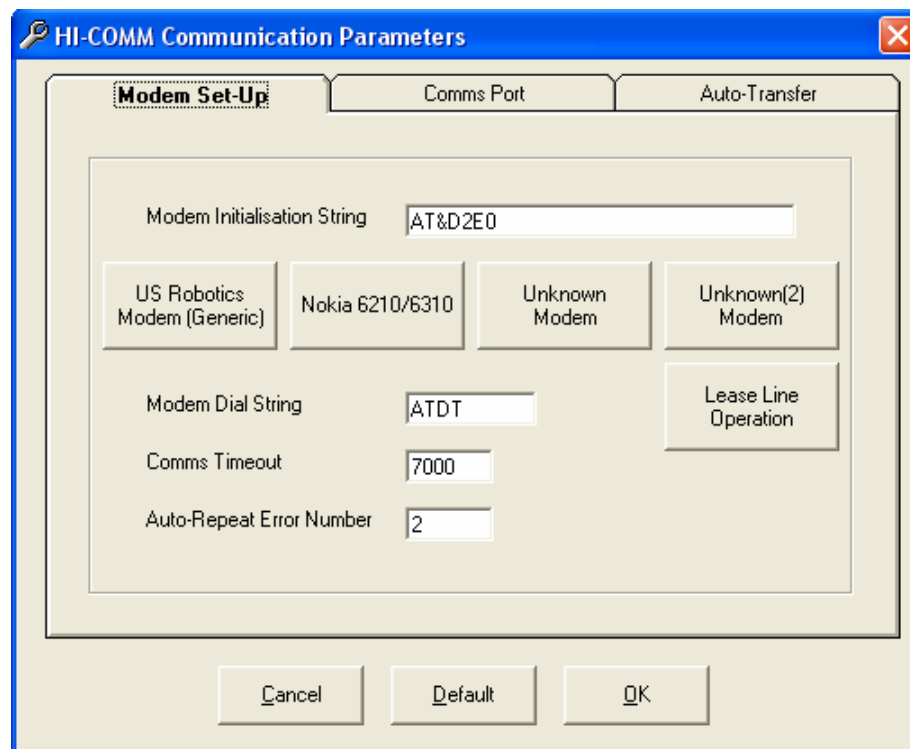 HI-COMM Communication Parameters
Modem Set-Up
Comms Port
Auto-Transfer
Modem Initialisation String
AT&D2E0
US Robotics
Modem (Generic)
Nokia 6210/6310
Unknown
Modem
Unknown(2)
Modem
Modem Dial String
ATDT
Lease Line
Operation
Comms Timeout
7000
Auto-Repeat Error Number
2
Cancel
Default
OK